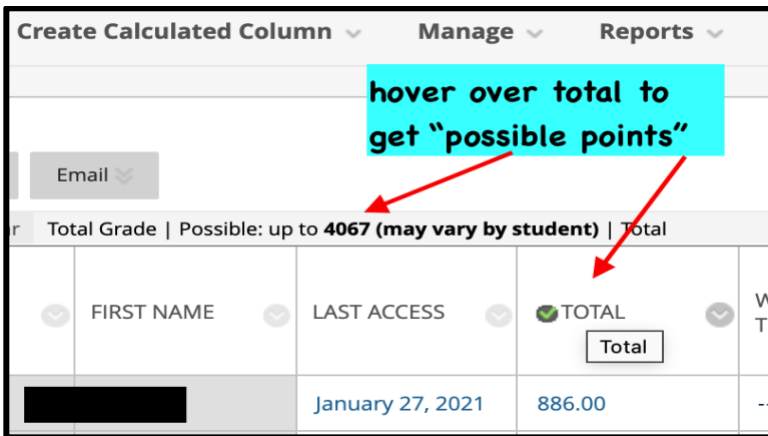 Create Calculated Column Manage Reports
hover over total to
get “possible points”
Email
Total Grade | Possible: up to 4067 (may vary by student) | Total
FIRST NAME LAST ACCESS TOTAL
Total
January 27, 2021 886.00 --